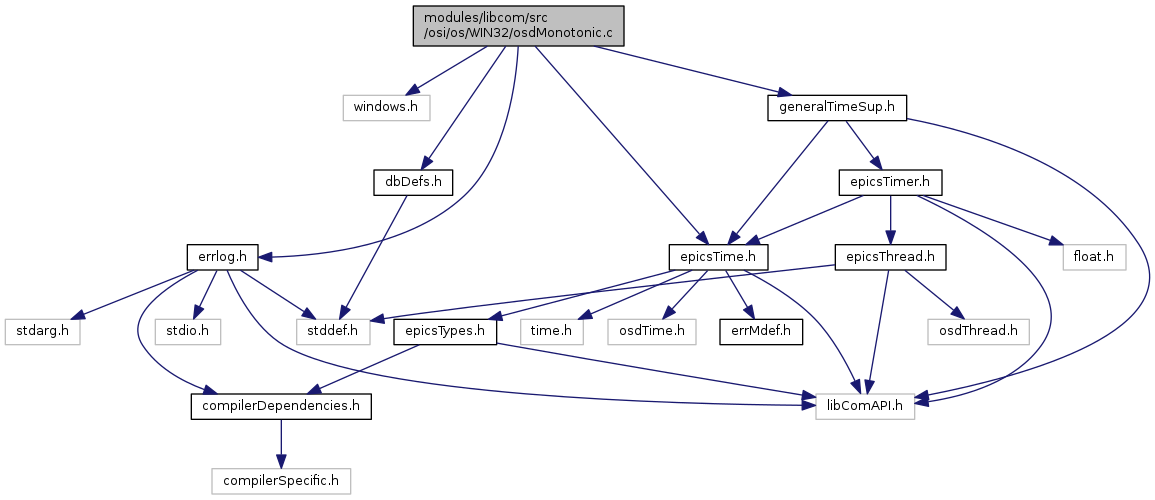 modules/libcom/src
/osi/os/WIN32/osdMonotonic.c
windows.h
generalTimeSup.h
dbDefs.h
epicsTimer.h
errlog.h
epicsTime.h
epicsThread.h
float.h
stdarg.h
stdio.h
stddef.h
epicsTypes.h
time.h
osdTime.h
errMdef.h
osdThread.h
compilerDependencies.h
libComAPI.h
compilerSpecific.h